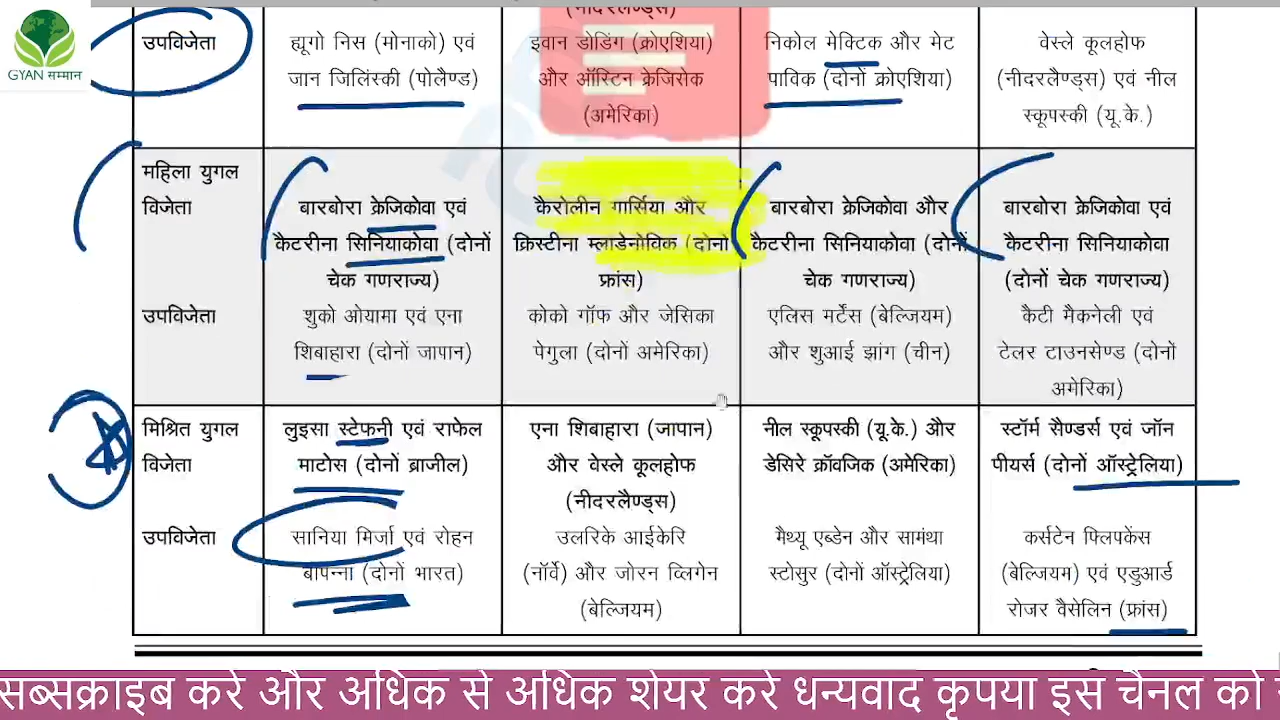 GYAN सम्मान
(नीदरलैण्ड्स)
उपविजेता
ह्यूगो निस (मोनाको) एवं
जान जिलिंस्की (पोलैण्ड)
इवान डोडिंग (क्रोएशिया)
और ऑस्टिन क्रेजिसेक
(अमेरिका)
निकोल मेक्टिक और मेट
पाविक (दोनों क्रोएशिया)
वेस्ले कूलहोफ
(नीदरलैण्ड्स) एवं नील
स्कूपस्की (यू.के.)
महिला युगल
विजेता
बारबोरा क्रेजिकोवा एवं
कैटरीना सिनियाकोवा (दोनों
चेक गणराज्य)
कैरोलीन गार्सिया और
क्रिस्टीना म्लाडेनोविक (दोनों
फ्रांस)
बारबोरा क्रेजिकोवा और
कैटरीना सिनियाकोवा (दोनों
चेक गणराज्य)
बारबोरा क्रेजिकोवा एवं
कैटरीना सिनियाकोवा
(दोनों चेक गणराज्य)
उपविजेता
शुको ओयामा एवं एना
शिबाहारा (दोनों जापान)
कोको गॉफ और जेसिका
पेगुला (दोनों अमेरिका)
एलिस मर्टेंस (बेल्जियम)
और शुआई झांग (चीन)
कैटी मैकनेली एवं
टेलर टाउनसेण्ड (दोनों
अमेरिका)
मिश्रित युगल
विजेता
लुइसा स्टेफनी एवं राफेल
माटोस (दोनों ब्राजील)
एना शिबाहारा (जापान)
और वेस्ले कूलहोफ
(नीदरलैण्ड्स)
नील स्कूपस्की (यू.के.) और
डेसिरे क्रॉवजिक (अमेरिका)
स्टॉर्म सैण्डर्स एवं जॉन
पीयर्स (दोनों ऑस्ट्रेलिया)
उपविजेता
सानिया मिर्जा एवं रोहन
बोपन्ना (दोनों भारत)
उलरिके आईकेरि
(नॉर्वे) और जोरन व्लिगेन
(बेल्जियम)
मैथ्यू एब्डेन और सामंथा
स्टोसुर (दोनों ऑस्ट्रेलिया)
कर्सटेन फ्लिपकेंस
(बेल्जियम) एवं एडुआर्ड
रोजर वैसेलिन (फ्रांस)
सब्सक्राइब करे और अधिक से अधिक शेयर करे धन्यवाद कृपया इस चैनल को